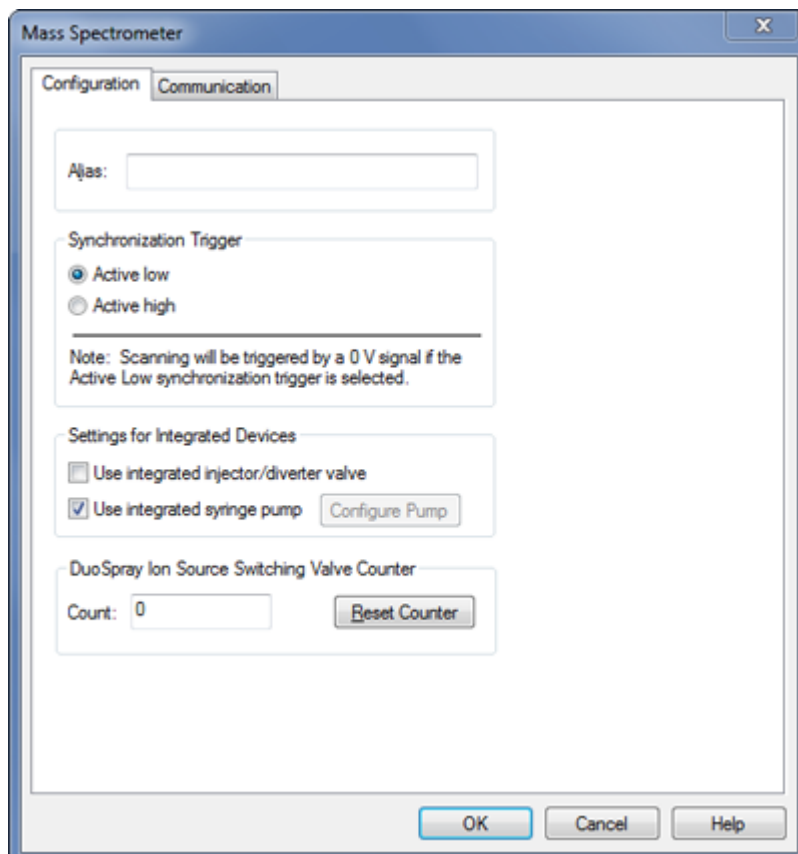 Mass Spectrometer
Configuration
Communication
Alias:
Synchronization Trigger
Active low
Active high
Note: Scanning will be triggered by a 0 V signal if the
Active Low synchronization trigger is selected.
Settings for Integrated Devices
Use integrated injector/diverter valve
Use integrated syringe pump
Configure Pump
DuoSpray Ion Source Switching Valve Counter
Count: 0
Reset Counter
OK
Cancel
Help